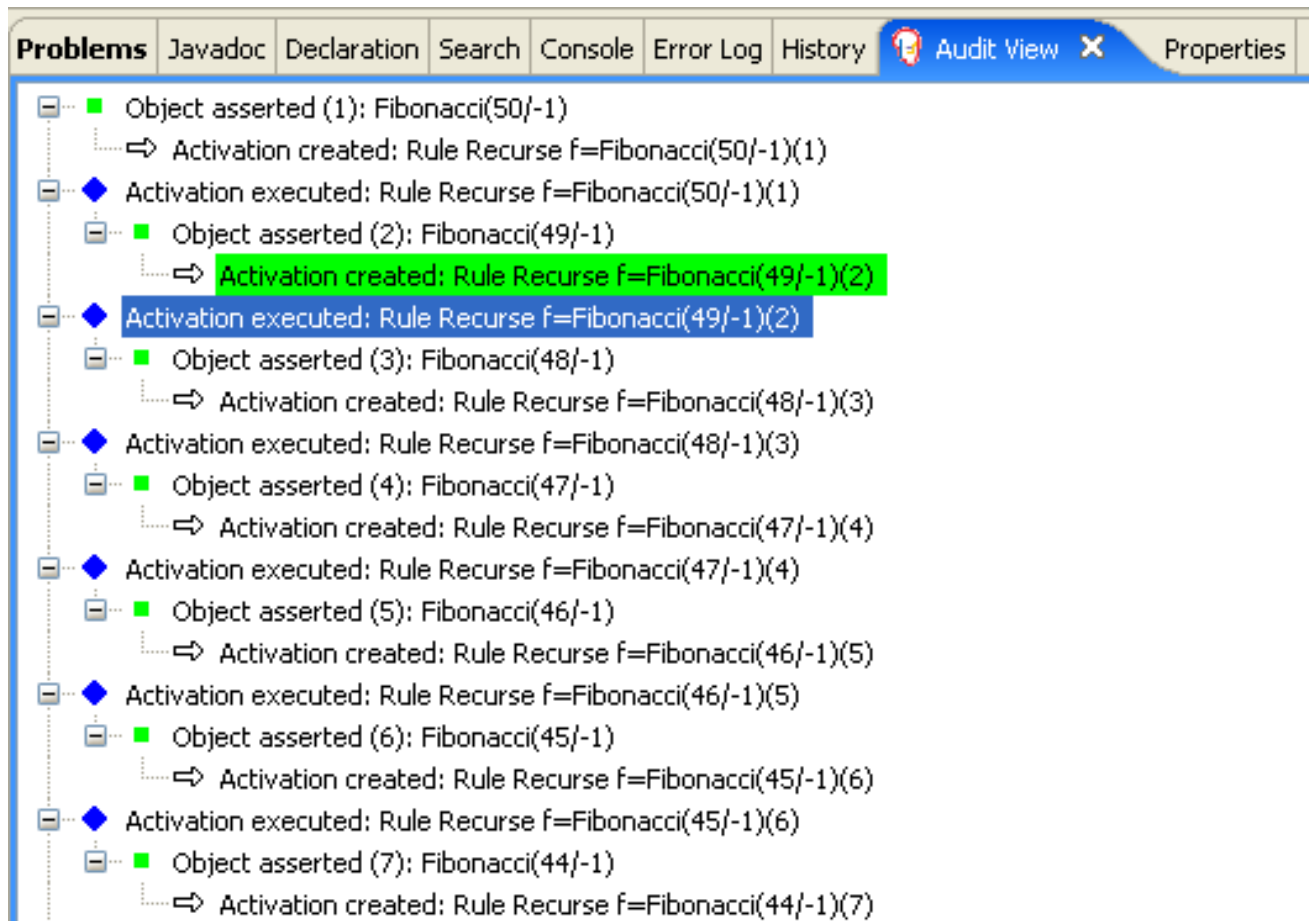 Problems Javadoc Declaration Search Console Error Log History Audit View Properties
Object asserted (1): Fibonacci(50/-1)
Activation created: Rule Recurse f=Fibonacci(50/-1)(1)
Activation executed: Rule Recurse f=Fibonacci(50/-1)(1)
Object asserted (2): Fibonacci(49/-1)
Activation created: Rule Recurse f=Fibonacci(49/-1)(2)
Activation executed: Rule Recurse f=Fibonacci(49/-1)(2)
Object asserted (3): Fibonacci(48/-1)
Activation created: Rule Recurse f=Fibonacci(48/-1)(3)
Activation executed: Rule Recurse f=Fibonacci(48/-1)(3)
Object asserted (4): Fibonacci(47/-1)
Activation created: Rule Recurse f=Fibonacci(47/-1)(4)
Activation executed: Rule Recurse f=Fibonacci(47/-1)(4)
Object asserted (5): Fibonacci(46/-1)
Activation created: Rule Recurse f=Fibonacci(46/-1)(5)
Activation executed: Rule Recurse f=Fibonacci(46/-1)(5)
Object asserted (6): Fibonacci(45/-1)
Activation created: Rule Recurse f=Fibonacci(45/-1)(6)
Activation executed: Rule Recurse f=Fibonacci(45/-1)(6)
Object asserted (7): Fibonacci(44/-1)
Activation created: Rule Recurse f=Fibonacci(44/-1)(7)